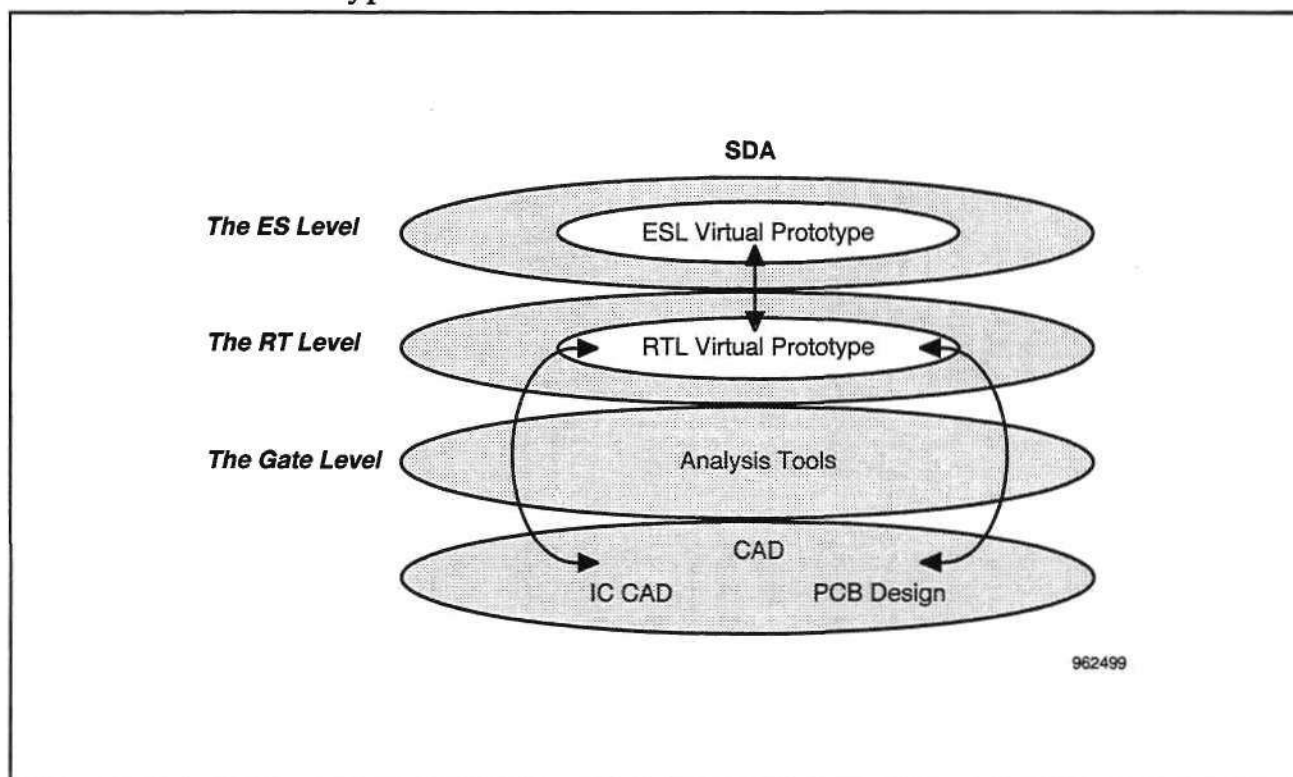 SDA
The ES Level
ESL Virtual Prototype
The RT Level
RTL Virtual Prototype
The Gate Level
Analysis Tools
CAD
IC CAD
PCB Design
962499